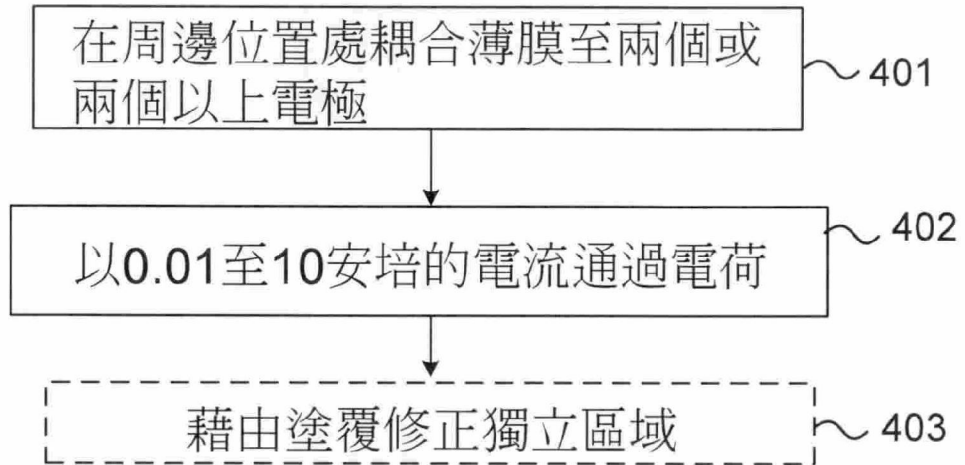 在周邊位置處耦合薄膜至兩個或
兩個以上電極
401
以0.01至10安培的電流通過電荷
402
藉由塗覆修正獨立區域
403